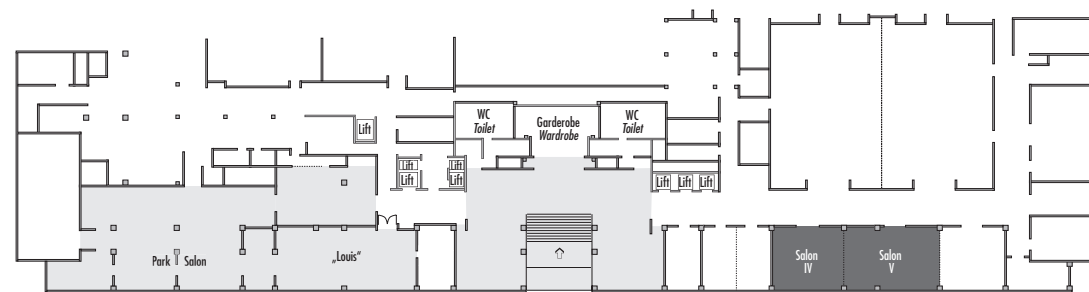 WC
Toilet
Garderobe
Wardrobe
WC
Toilet
Lift
Lift
Lift
Lift
Lift
Lift
Lift
Lift
Park Salon
„Louis“
Salon
IV
Salon
V